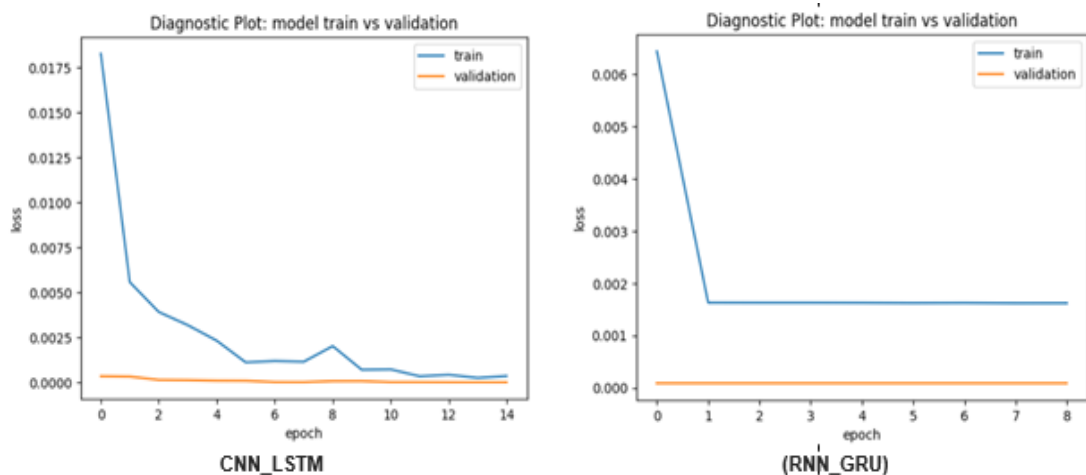 Diagnostic Plot: model train vs validation
train
validation
0.0175
0.0150
0.0125
0.0100
0.0075
0.0050
0.0025
0.0000
loss
0 2 4 6 8 10 12 14
epoch
CNN_LSTM
Diagnostic Plot: model train vs validation
train
validation
0.006
0.005
0.004
0.003
0.002
0.001
0.000
loss
0 1 2 3 4 5 6 7 8
epoch
(RNN_GRU)